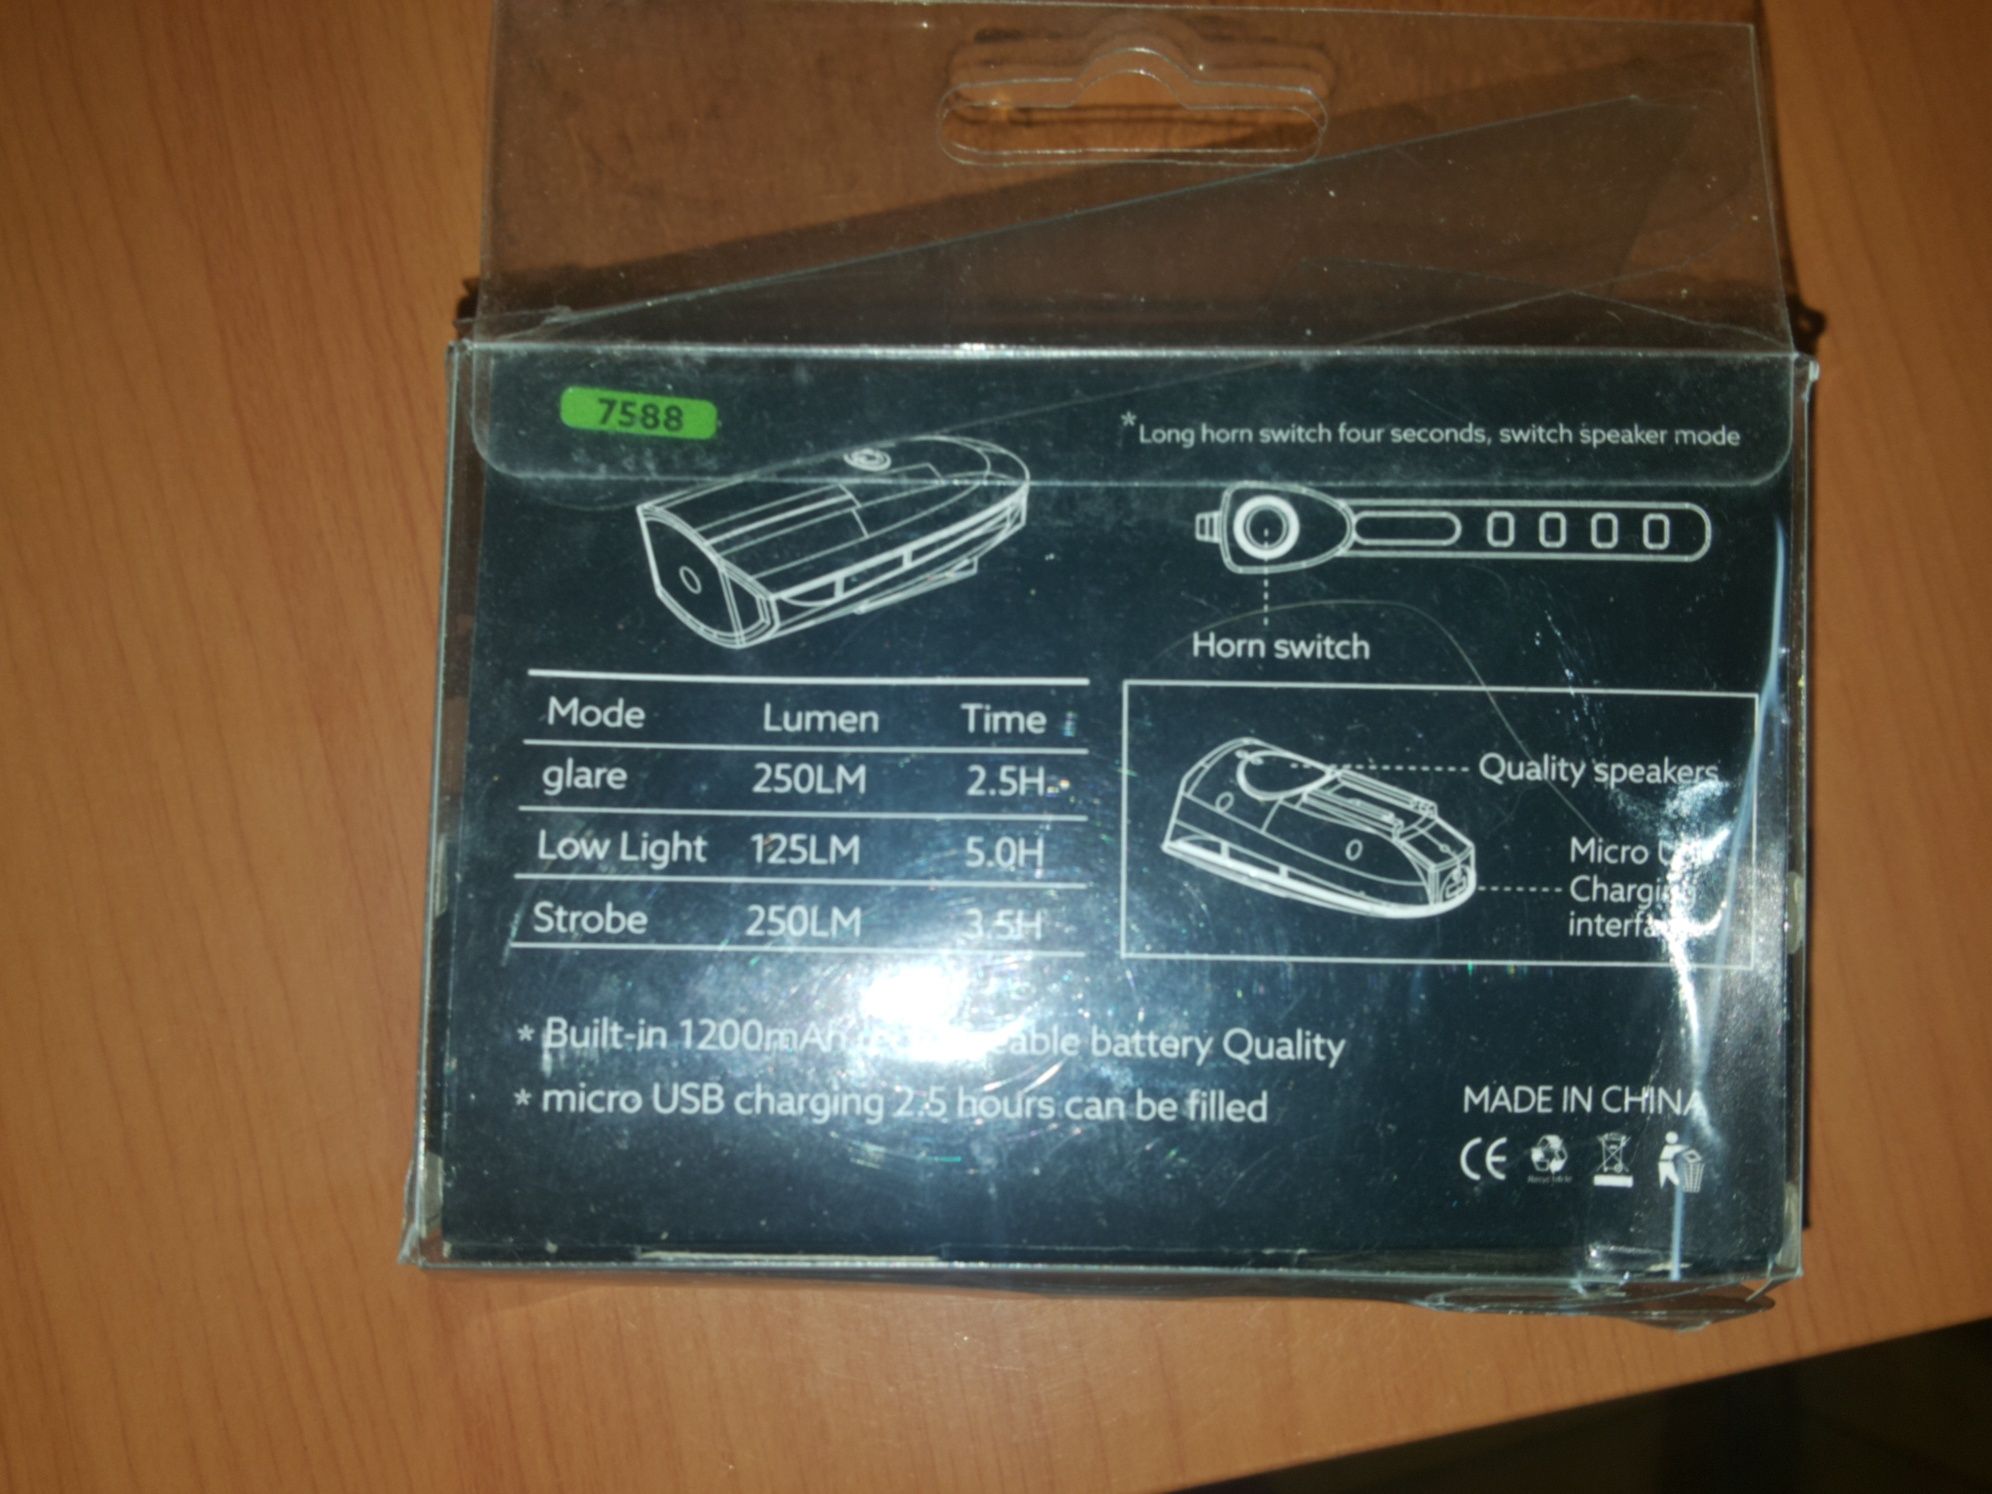 7588
*Long horn switch four seconds, switch speaker mode
Horn switch
Mode Lumen Time
glare 250LM 2.5H
Low Light 125LM 5.0H
Strobe 250LM 3.5H
Quality speakers
Micro
Charging
* Built-in 1200mAh battery Quality
* micro USB charging 2.5 hours can be filled
MADE IN CHINA
CE
Recyclable